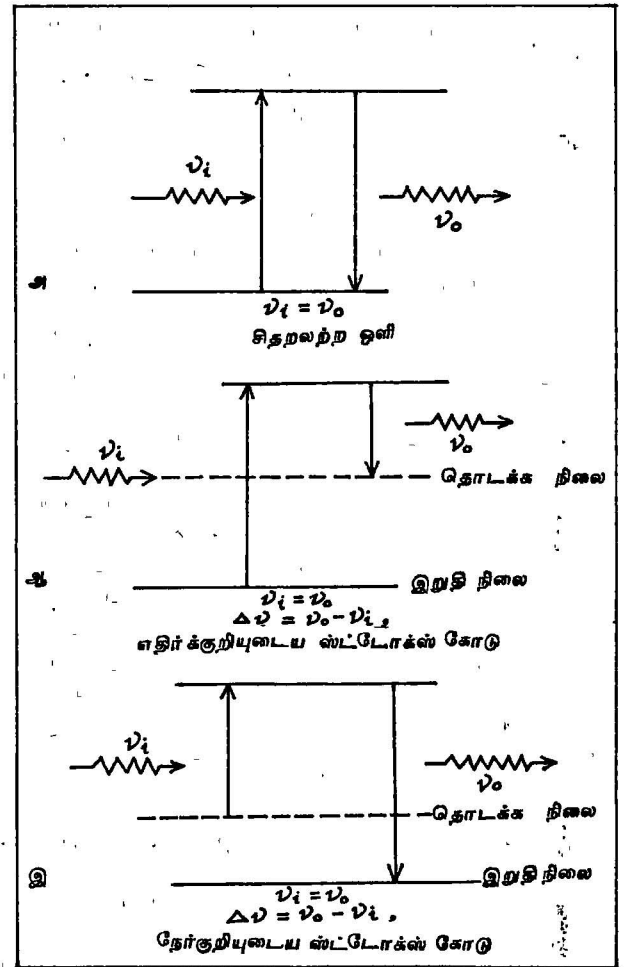 νi
νo
அ
νi = νo
சிதறலற்ற ஒளி
νo
νi
தொடக்க நிலை
ஆ
இறுதி நிலை
νi = νo
Δν = νo - νi,
எதிர்க்குறியுடைய ஸ்ட்டோக்ஸ் கோடு
νi
νo
தொடக்க நிலை
இ
இறுதிநிலை
νi = νo
Δν = νo - νi,
நேர்குறியுடைய ஸ்ட்டோக்ஸ் கோடு